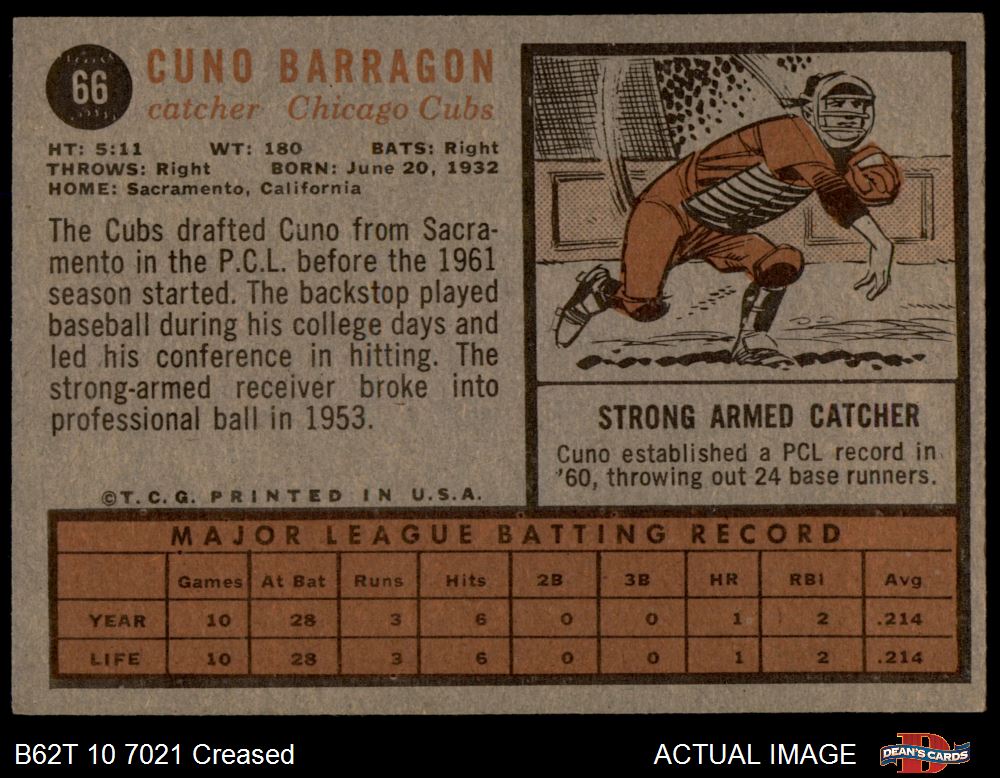 66
CUNO BARRAGON
catcher Chicago Cubs
HT: 5:11 WT: 180 BATS: Right
THROWS: Right BORN: June 20, 1932
HOME: Sacramento, California
The Cubs drafted Cuno from Sacra-
mento in the P.C.L. before the 1961
season started. The backstop played
baseball during his college days and
led his conference in hitting. The
strong-armed receiver broke into
professional ball in 1953.
©T.C.G. PRINTED IN U.S.A.
STRONG ARMED CATCHER
Cuno established a PCL record in
'60, throwing out 24 base runners.
MAJOR LEAGUE BATTING RECORD
Games At Bat Runs Hits 2B 3B HR RBI Avg
YEAR 10 28 3 6 0 0 1 2 .214
LIFE 10 28 3 6 0 0 1 2 .214
B62T 10 7021 Creased
ACTUAL IMAGE
DEAN'S CARDS